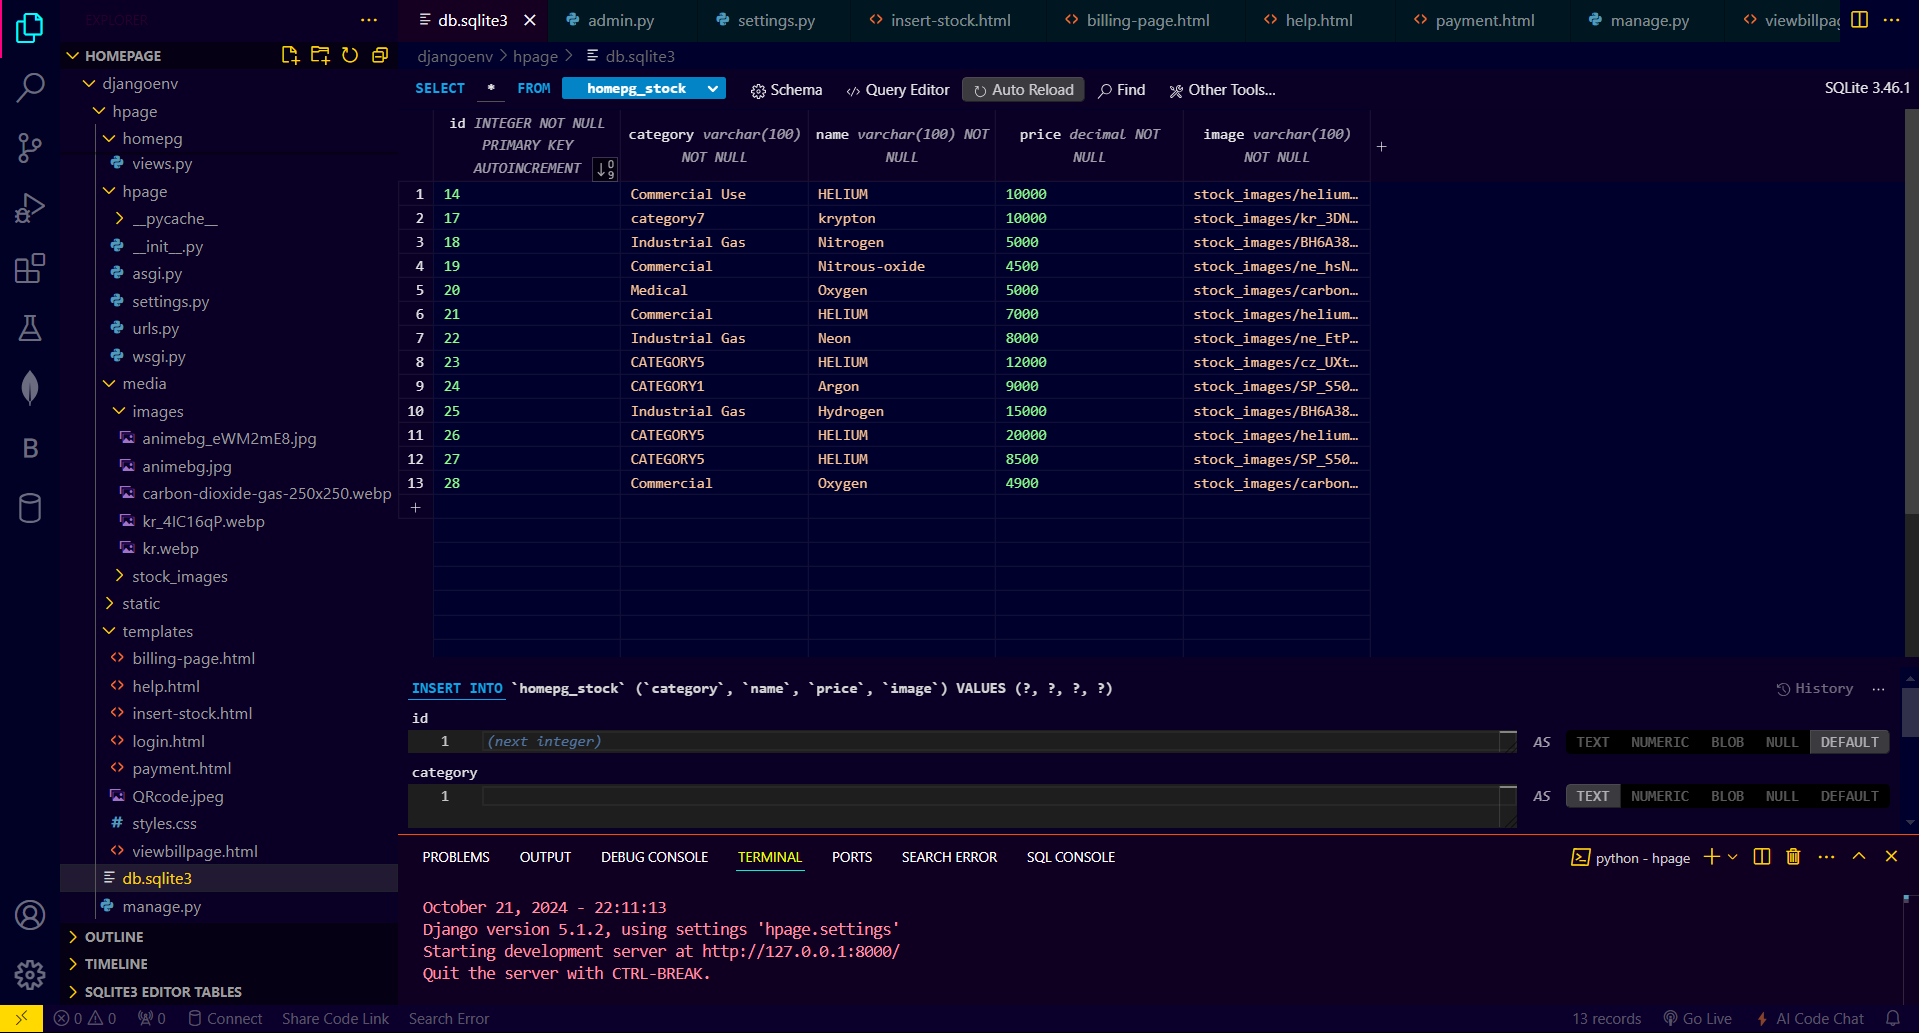 EXPLORER
HOMEPAGE
djangoenv
hpage
homepg
views.py
hpage
__pycache__
__init__.py
asgi.py
settings.py
urls.py
wsgi.py
media
images
animebg_eWM2mE8.jpg
animebg.jpg
carbon-dioxide-gas-250x250.webp
kr_4IC16qP.webp
kr.webp
stock_images
static
templates
billing-page.html
help.html
insert-stock.html
login.html
payment.html
QRcode.jpeg
styles.css
viewbillpage.html
db.sqlite3
manage.py
OUTLINE
TIMELINE
SQLITE3 EDITOR TABLES
db.sqlite3 admin.py settings.py insert-stock.html billing-page.html help.html payment.html manage.py viewbillpag
djangoenv hpage db.sqlite3
SELECT * FROM homepg_stock Schema Query Editor Auto Reload Find Other Tools... SQLite 3.46.1
id INTEGER NOT NULL PRIMARY KEY AUTOINCREMENT category varchar(100) NOT NULL name varchar(100) NOT NULL price decimal NOT NULL image varchar(100) NOT NULL
1 14 Commercial Use HELIUM 10000 stock_images/helium…
2 17 category7 krypton 10000 stock_images/kr_3DN…
3 18 Industrial Gas Nitrogen 5000 stock_images/BH6A38…
4 19 Commercial Nitrous-oxide 4500 stock_images/ne_hsN…
5 20 Medical Oxygen 5000 stock_images/carbon…
6 21 Commercial HELIUM 7000 stock_images/helium…
7 22 Industrial Gas Neon 8000 stock_images/ne_EtP…
8 23 CATEGORY5 HELIUM 12000 stock_images/cz_UXt…
9 24 CATEGORY1 Argon 9000 stock_images/SP_S50…
10 25 Industrial Gas Hydrogen 15000 stock_images/BH6A38…
11 26 CATEGORY5 HELIUM 20000 stock_images/helium…
12 27 CATEGORY5 HELIUM 8500 stock_images/SP_S50…
13 28 Commercial Oxygen 4900 stock_images/carbon…
+
INSERT INTO `homepg_stock` (`category`, `name`, `price`, `image`) VALUES (?, ?, ?, ?) History
id
1 (next integer) AS TEXT NUMERIC BLOB NULL DEFAULT
category
1 AS TEXT NUMERIC BLOB NULL DEFAULT
PROBLEMS OUTPUT DEBUG CONSOLE TERMINAL PORTS SEARCH ERROR SQL CONSOLE python - hpage
October 21, 2024 - 22:11:13
Django version 5.1.2, using settings 'hpage.settings'
Starting development server at http://127.0.0.1:8000/
Quit the server with CTRL-BREAK.
0 0 0 Connect Share Code Link Search Error 13 records Go Live AI Code Chat